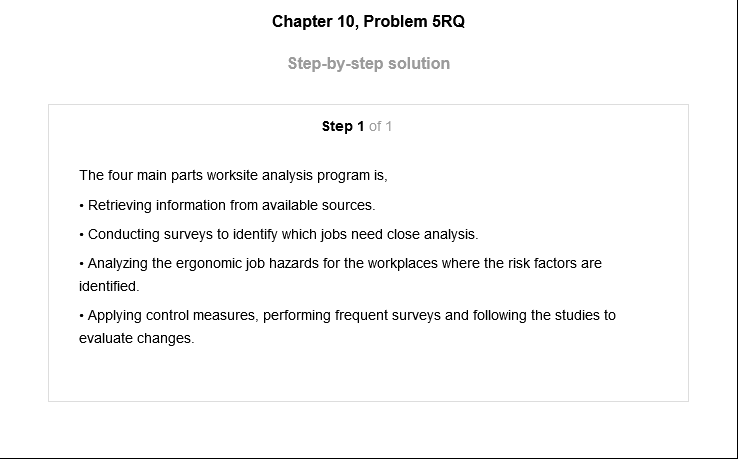 Chapter 10, Problem 5RQ
Step-by-step solution
Step 1 of 1
The four main parts worksite analysis program is,
• Retrieving information from available sources.
• Conducting surveys to identify which jobs need close analysis.
• Analyzing the ergonomic job hazards for the workplaces where the risk factors are
identified.
• Applying control measures, performing frequent surveys and following the studies to
evaluate changes.